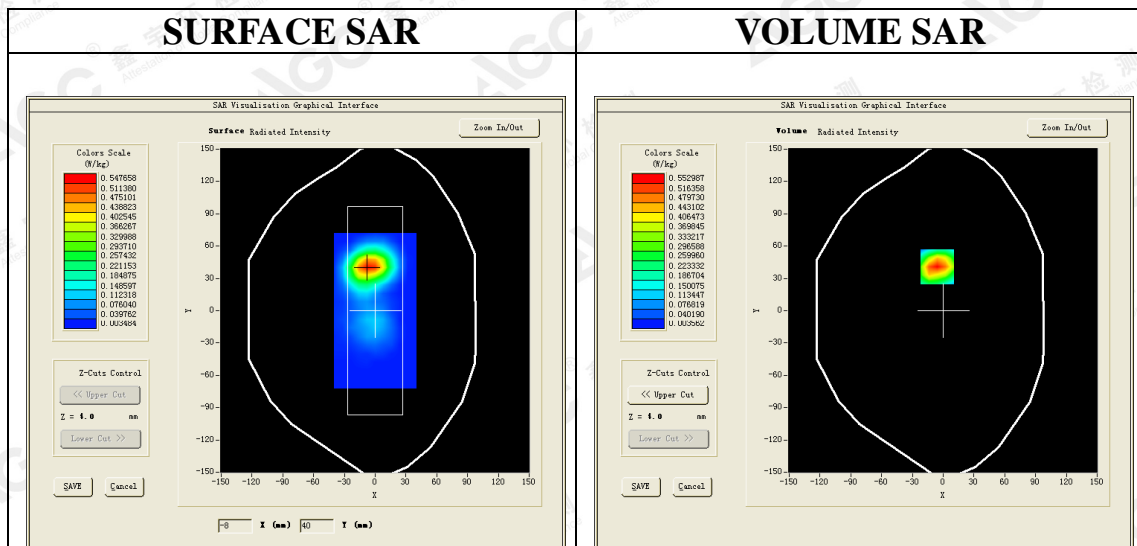 SURFACE SAR
VOLUME SAR
SAR Visualisation Graphical Interface
Surface Radiated Intensity
Zoom In/Out
Colors Scale
(W/kg)
0.547658
0.511380
0.475101
0.438823
0.402545
0.366267
0.329988
0.293710
0.257432
0.221153
0.184875
0.148597
0.112318
0.076040
0.039762
0.003484
Z-Cuts Control
<< Upper Cut
Z = 4.0 mm
Lower Cut >>
SAVE
Cancel
150
120
90
60
30
0
-30
-60
-90
-120
-150
Y
-150 -120 -90 -60 -30 0 30 60 90 120 150
X
-8 X (mm) 40 Y (mm)
SAR Visualisation Graphical Interface
Volume Radiated Intensity
Zoom In/Out
Colors Scale
(W/kg)
0.552987
0.516358
0.479730
0.443102
0.406473
0.369845
0.333217
0.296588
0.259960
0.223332
0.186704
0.150075
0.113447
0.076819
0.040190
0.003562
Z-Cuts Control
<< Upper Cut
Z = 4.0 mm
Lower Cut >>
SAVE
Cancel
150
120
90
60
30
0
-30
-60
-90
-120
-150
Y
-150 -120 -90 -60 -30 0 30 60 90 120 150
X
AGC